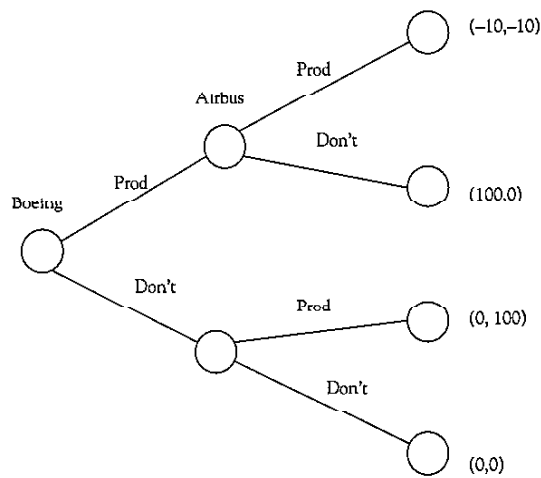 (–10,–10)
Prod
Airbus
Don't
Prod
(100,0)
Boeing
Don't
Prod
(0, 100)
Don't
(0,0)